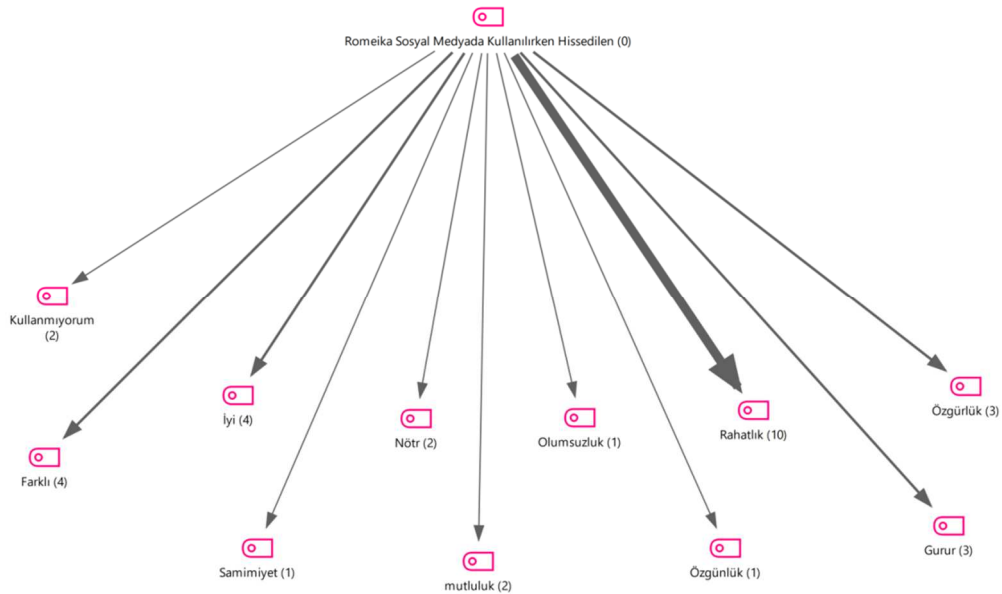 Romeika Sosyal Medyada Kullanılırken Hissedilen (0)
Kullanmıyorum
(2)
İyi (4)
Nötr (2)
Olumsuzluk (1)
Rahatlık (10)
Özgürlük (3)
Farklı (4)
Samimiyet (1)
mutluluk (2)
Özgünlük (1)
Gurur (3)